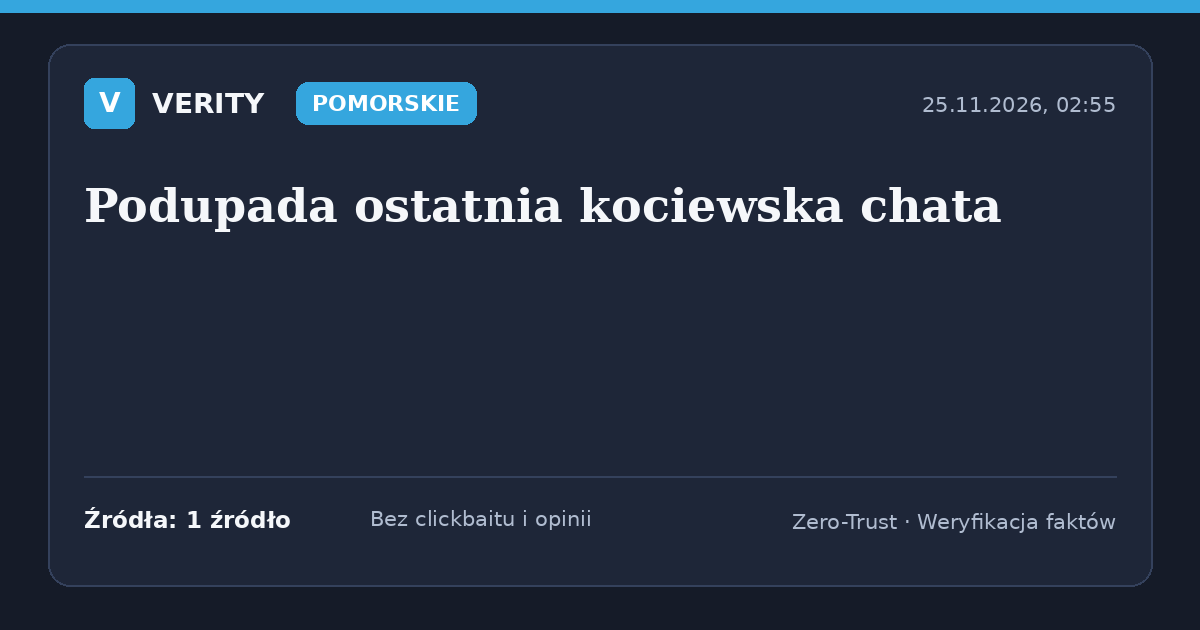 V VERITY POMORSKIE 25.11.2026, 02:55
Podupada ostatnia kociewska chata
Źródła: 1 źródło Bez clickbaitu i opinii Zero-Trust · Weryfikacja faktów